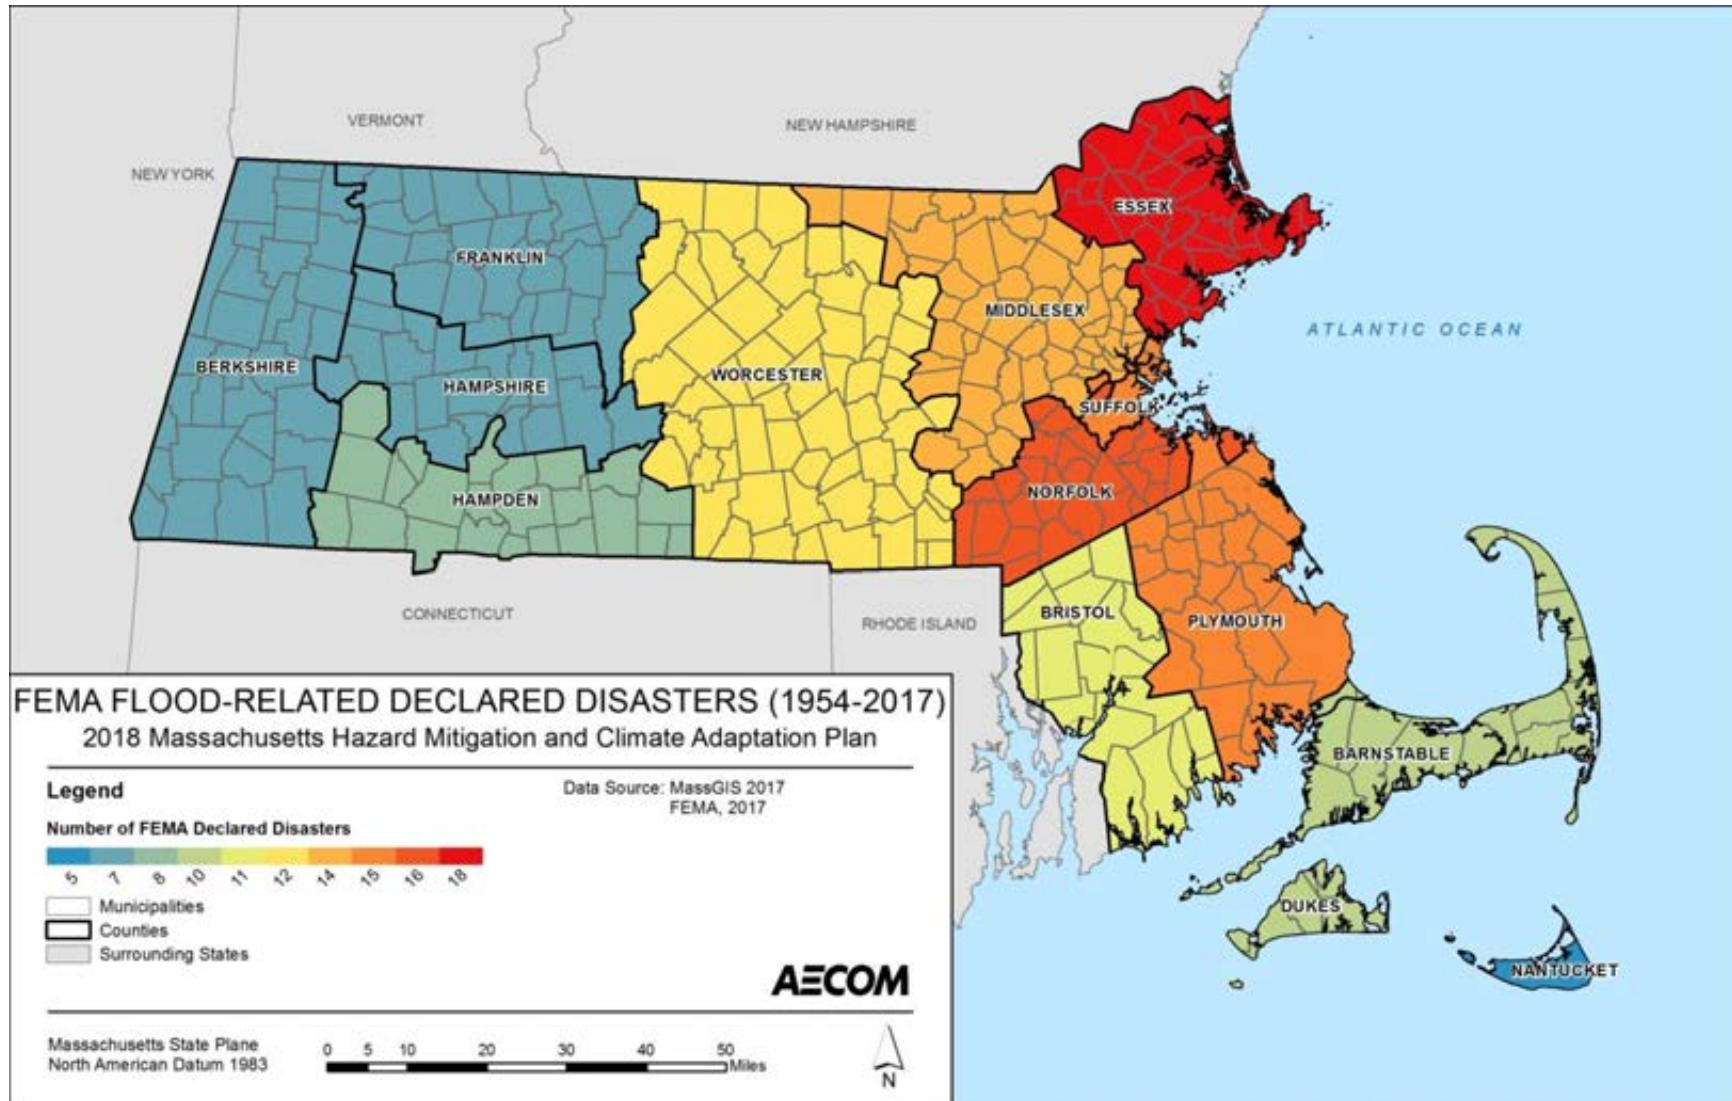 VERMONT
NEW HAMPSHIRE
NEW YORK
ESSEX
FRANKLIN
MIDDLESEX
ATLANTIC OCEAN
BERKSHIRE
HAMPSHIRE
WORCESTER
SUFFOLK
HAMPDEN
NORFOLK
CONNECTICUT
RHODE ISLAND
BRISTOL
PLYMOUTH
BARNSTABLE
DUKES
NANTUCKET
FEMA FLOOD-RELATED DECLARED DISASTERS (1954-2017)
2018 Massachusetts Hazard Mitigation and Climate Adaptation Plan
Legend
Data Source: MassGIS 2017
FEMA, 2017
Number of FEMA Declared Disasters
5 7 8 10 11 12 14 15 16 18
Municipalities
Counties
Surrounding States
AECOM
Massachusetts State Plane
North American Datum 1983
0 5 10 20 30 40 50
Miles
N